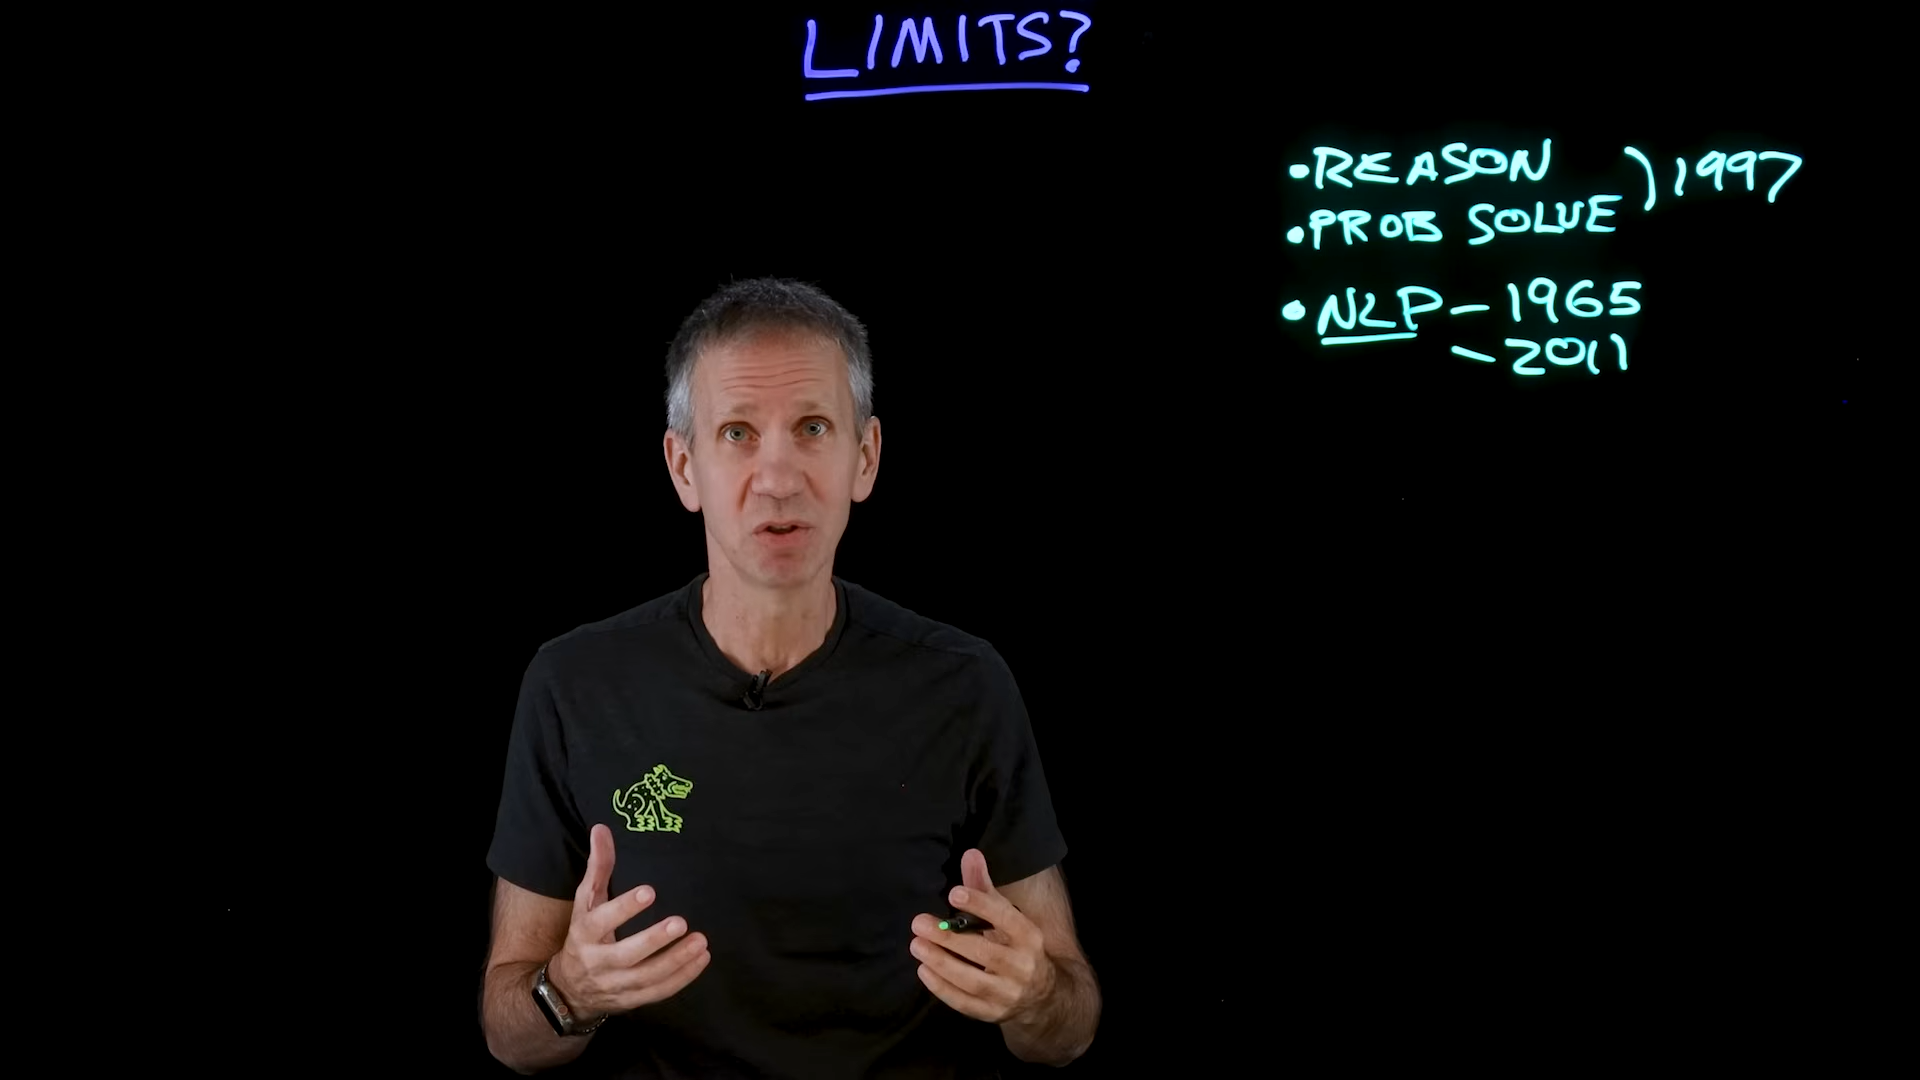 LIMITS?
• REASON ) 1997
• PROB SOLVE
• NLP – 1965
– 2011